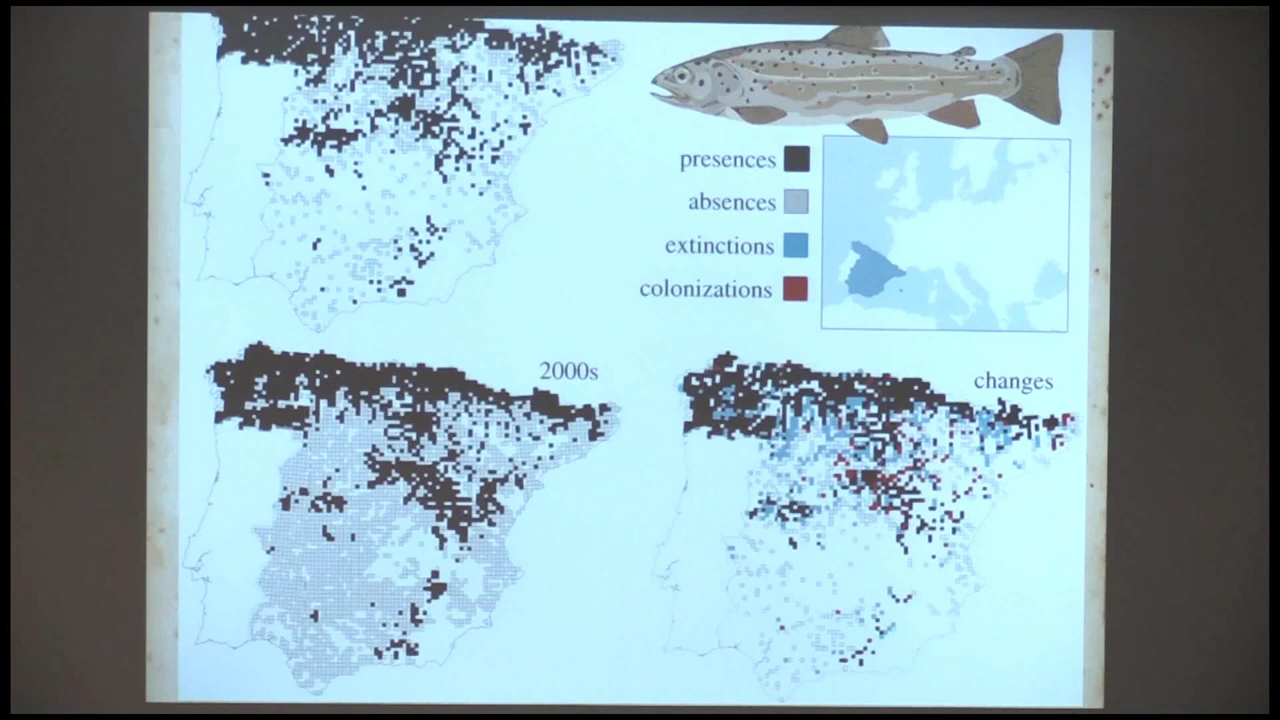 presences
absences
extinctions
colonizations
2000s
changes